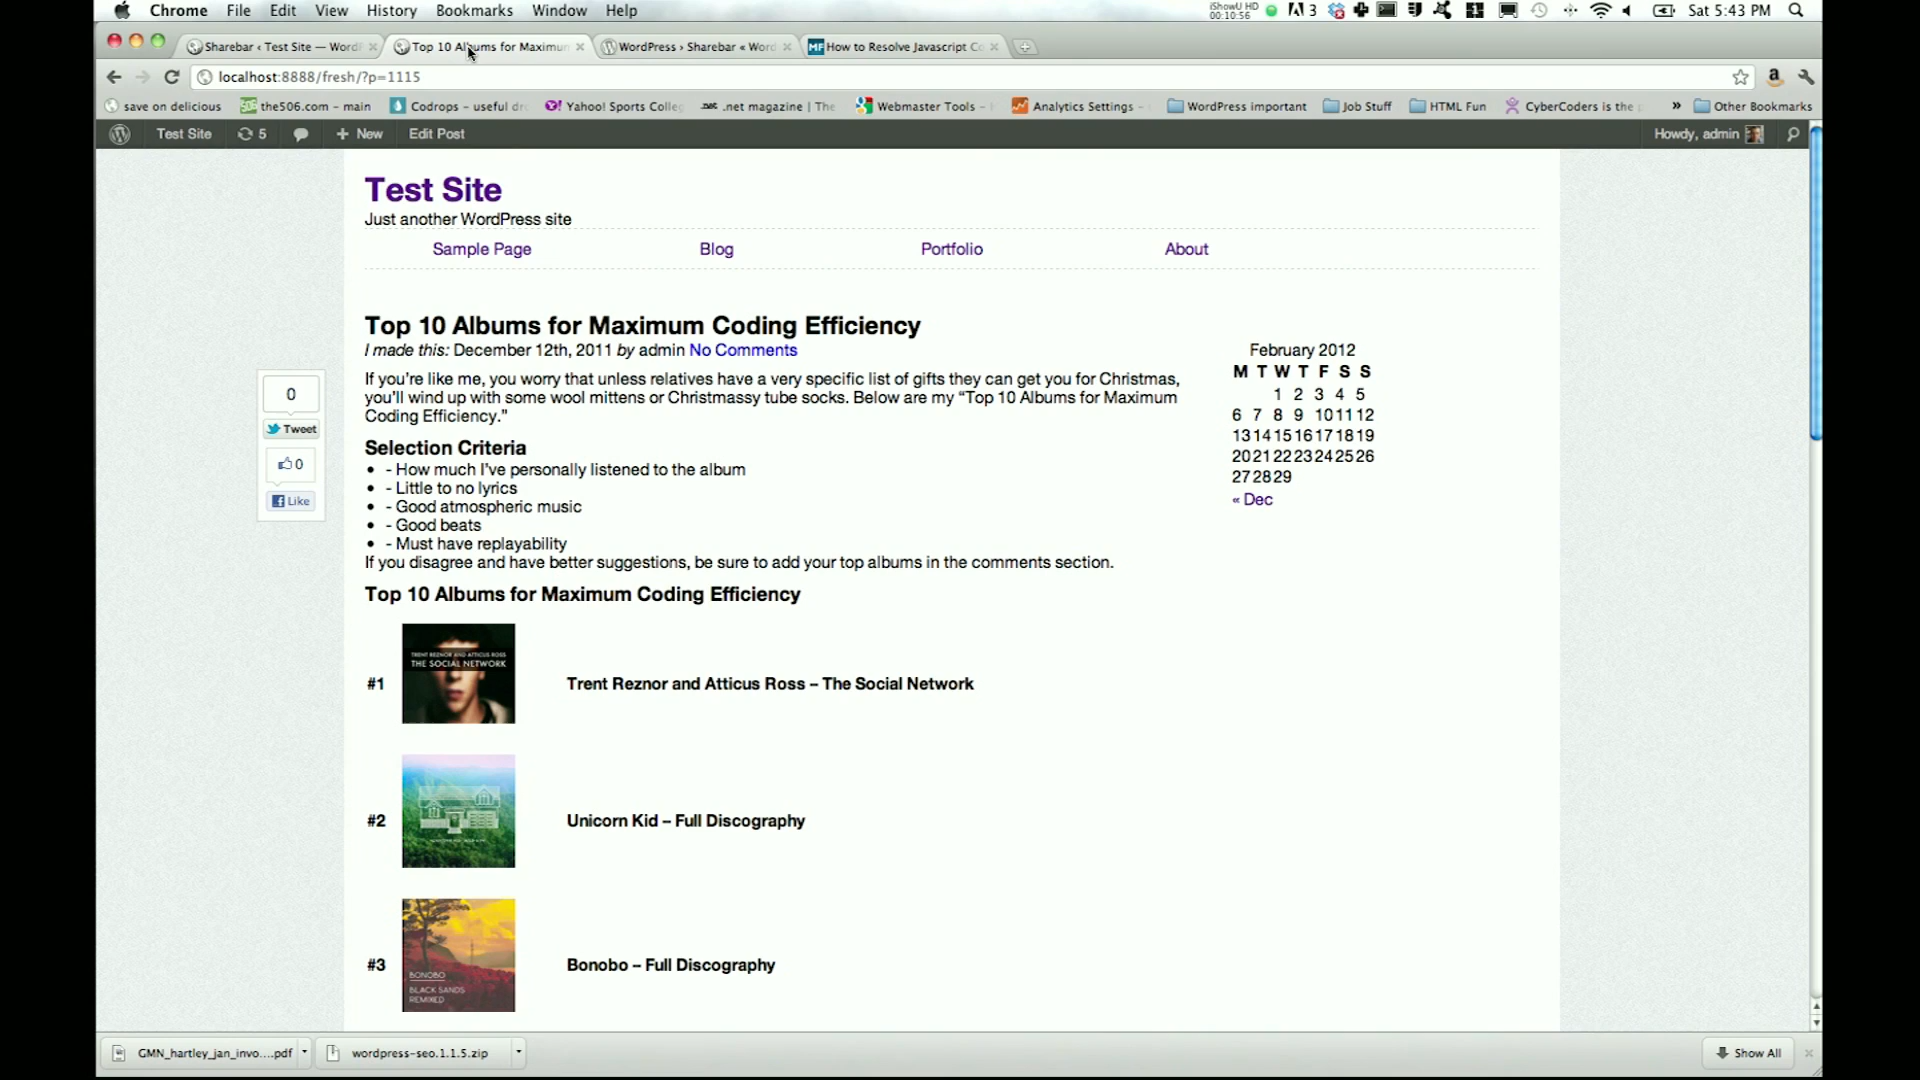 Chrome File Edit View History Bookmarks Window Help
iShowU HD
00:10:56
3
Sat 5:43 PM
Sharebar ‹ Test Site — Word
Top 10 Albums for Maximum
WordPress › Sharebar « Word
MF How to Resolve Javascript Co
localhost:8888/fresh/?p=1115
save on delicious
the506.com – main
Codrops – useful dr
Yahoo! Sports Colle
.net magazine | The
Webmaster Tools –
Analytics Settings –
WordPress important
Job Stuff
HTML Fun
CyberCoders is the
» Other Bookmarks
Test Site 5 + New Edit Post
Howdy, admin
Test Site
Just another WordPress site
Sample Page Blog Portfolio About
Top 10 Albums for Maximum Coding Efficiency
I made this: December 12th, 2011 by admin No Comments
If you're like me, you worry that unless relatives have a very specific list of gifts they can get you for Christmas,
you'll wind up with some wool mittens or Christmassy tube socks. Below are my “Top 10 Albums for Maximum
Coding Efficiency.”
Selection Criteria
• - How much I've personally listened to the album
• - Little to no lyrics
• - Good atmospheric music
• - Good beats
• - Must have replayability
If you disagree and have better suggestions, be sure to add your top albums in the comments section.
Top 10 Albums for Maximum Coding Efficiency
#1
TRENT REZNOR AND ATTICUS ROSS
THE SOCIAL NETWORK
Trent Reznor and Atticus Ross – The Social Network
#2
Unicorn Kid – Full Discography
#3
BONOBO
BLACK SANDS
REMIXED
Bonobo – Full Discography
0
Tweet
0
Like
February 2012
M T W T F S S
1 2 3 4 5
6 7 8 9 10 11 12
13 14 15 16 17 18 19
20 21 22 23 24 25 26
27 28 29
« Dec
GMN_hartley_jan_invo....pdf
wordpress-seo.1.1.5.zip
Show All